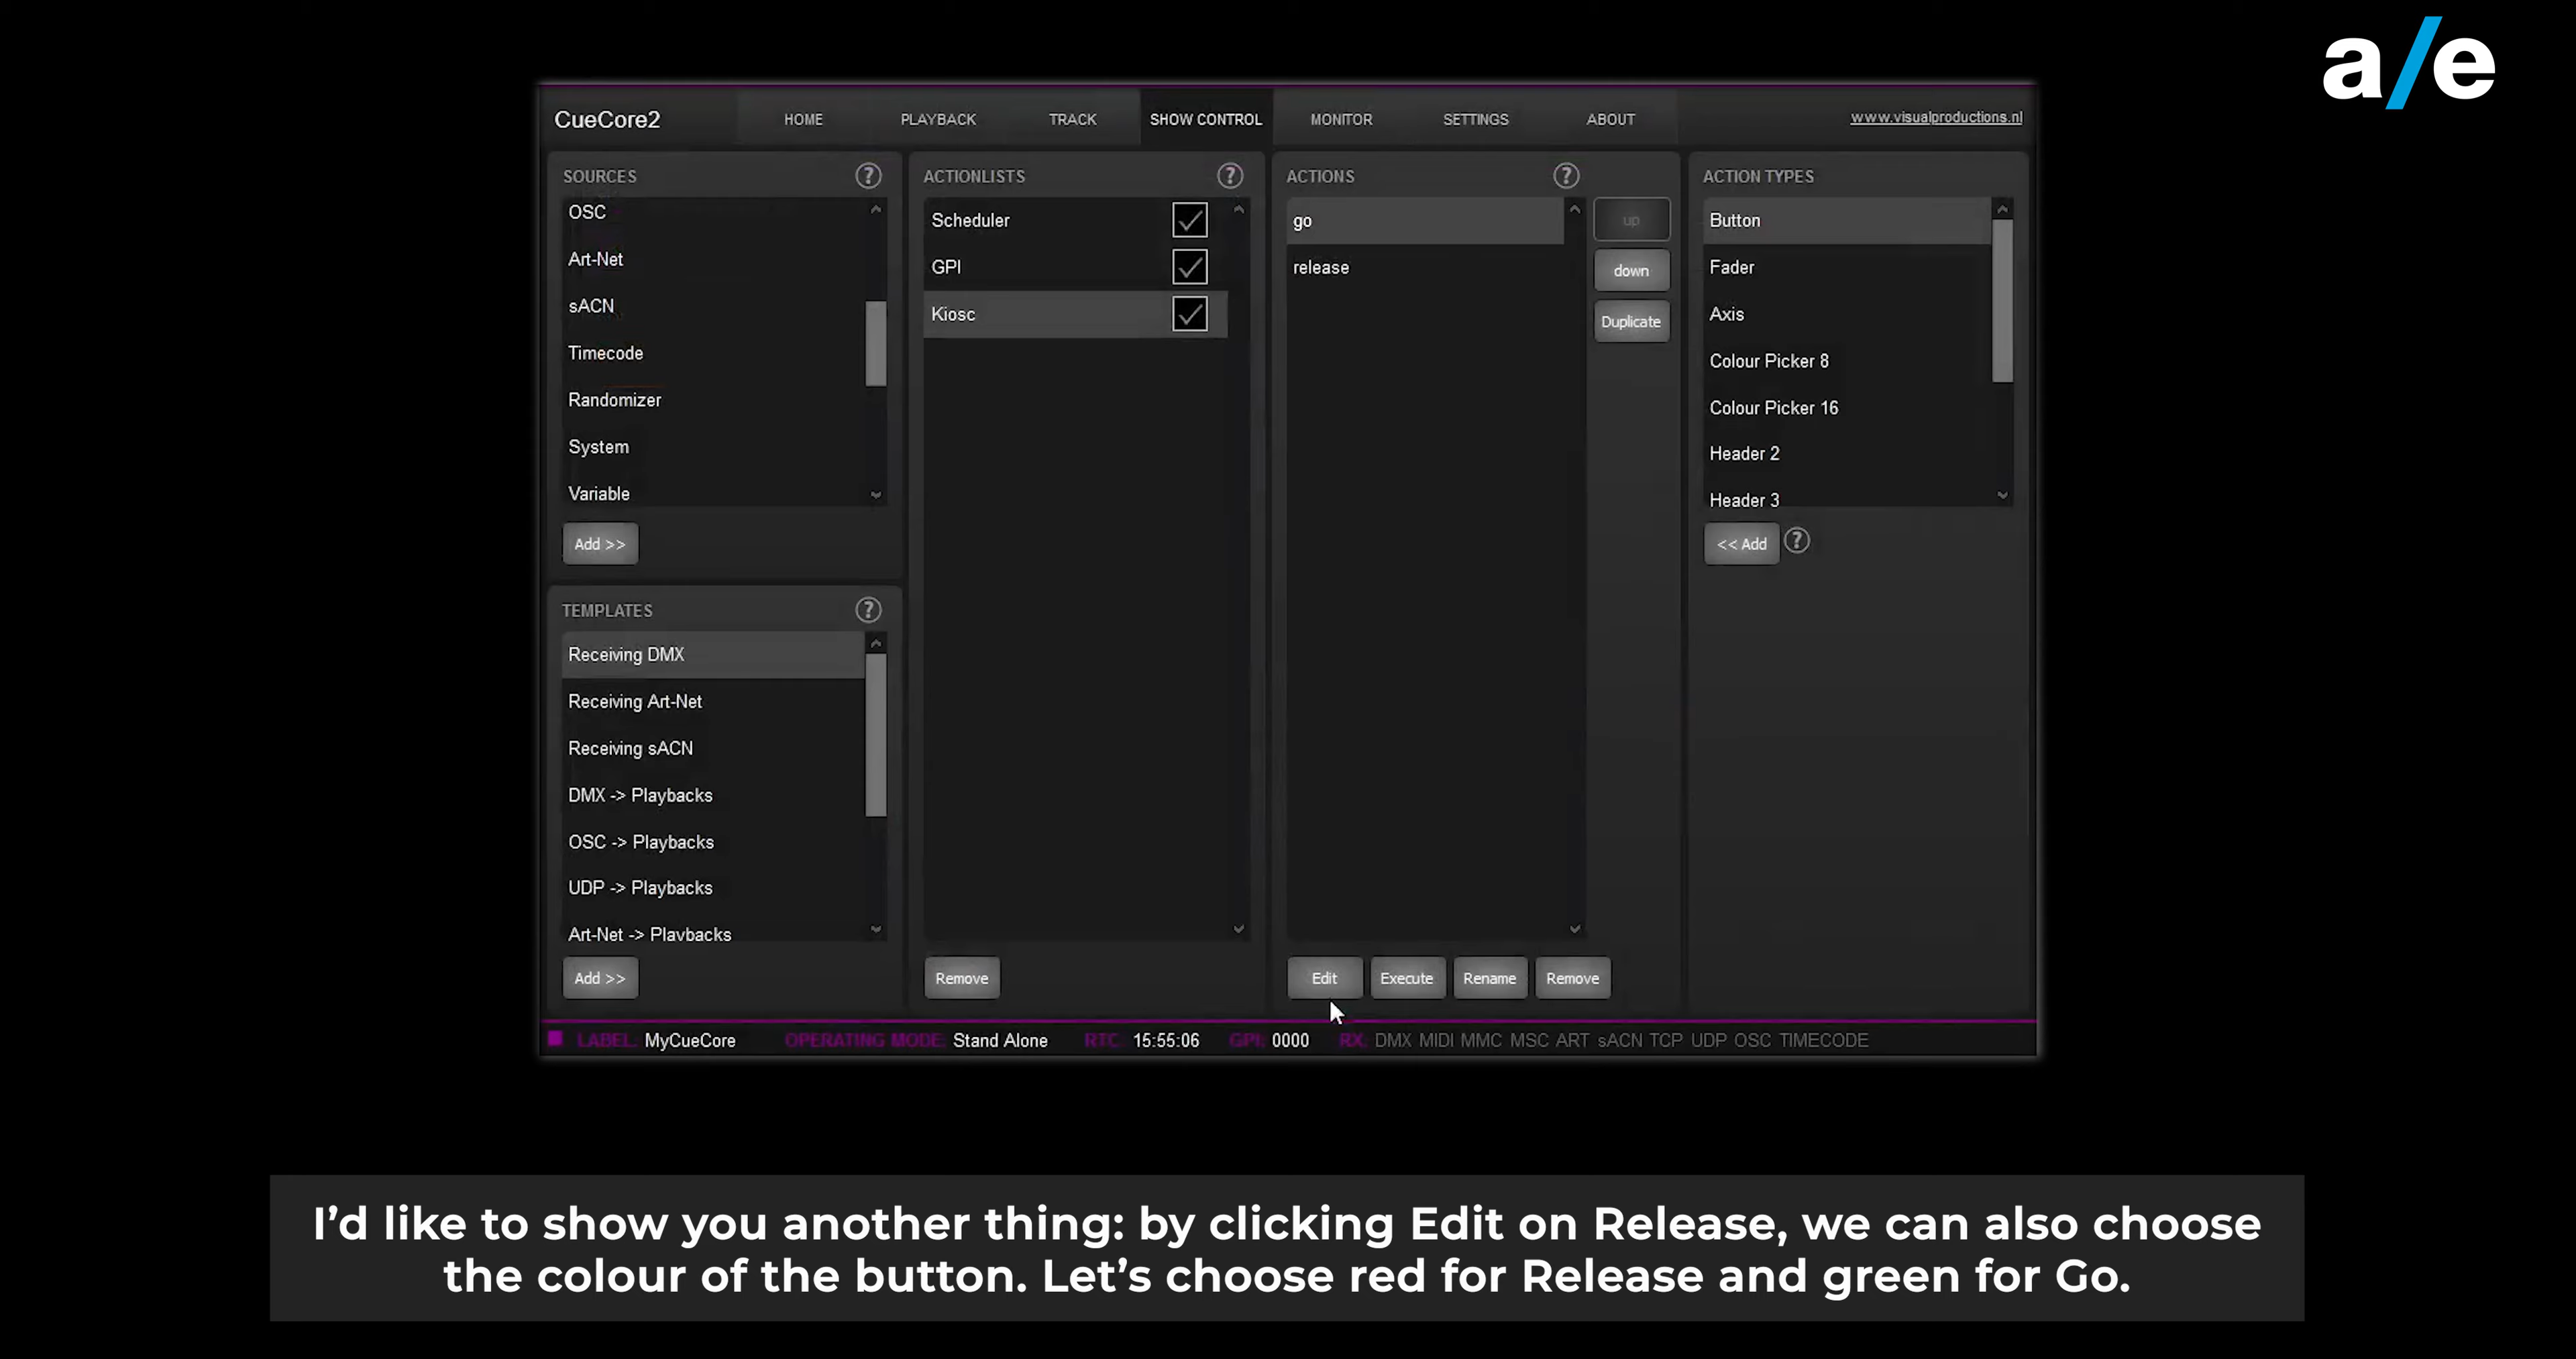 a/e
CueCore2
HOME
PLAYBACK
TRACK
SHOW CONTROL
MONITOR
SETTINGS
ABOUT
www.visualproductions.nl
SOURCES
?
OSC
Art-Net
sACN
Timecode
Randomizer
System
Variable
Add >>
TEMPLATES
?
Receiving DMX
Receiving Art-Net
Receiving sACN
DMX -> Playbacks
OSC -> Playbacks
UDP -> Playbacks
Art-Net -> Playbacks
Add >>
ACTIONLISTS
?
Scheduler
GPI
Kiosc
Remove
ACTIONS
?
go
release
up
down
Duplicate
Edit
Execute
Rename
Remove
ACTION TYPES
Button
Fader
Axis
Colour Picker 8
Colour Picker 16
Header 2
Header 3
<< Add
?
LABEL: MyCueCore OPERATING MODE: Stand Alone RTC: 15:55:06 GPI: 0000 RX: DMX MIDI MMC MSC ART sACN TCP UDP OSC TIMECODE
I’d like to show you another thing: by clicking Edit on Release, we can also choose
the colour of the button. Let’s choose red for Release and green for Go.